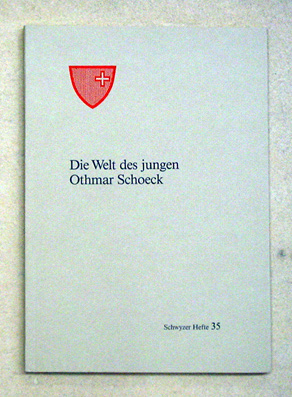 Die Welt des jungen
Othmar Schoeck
Schwyzer Hefte 35